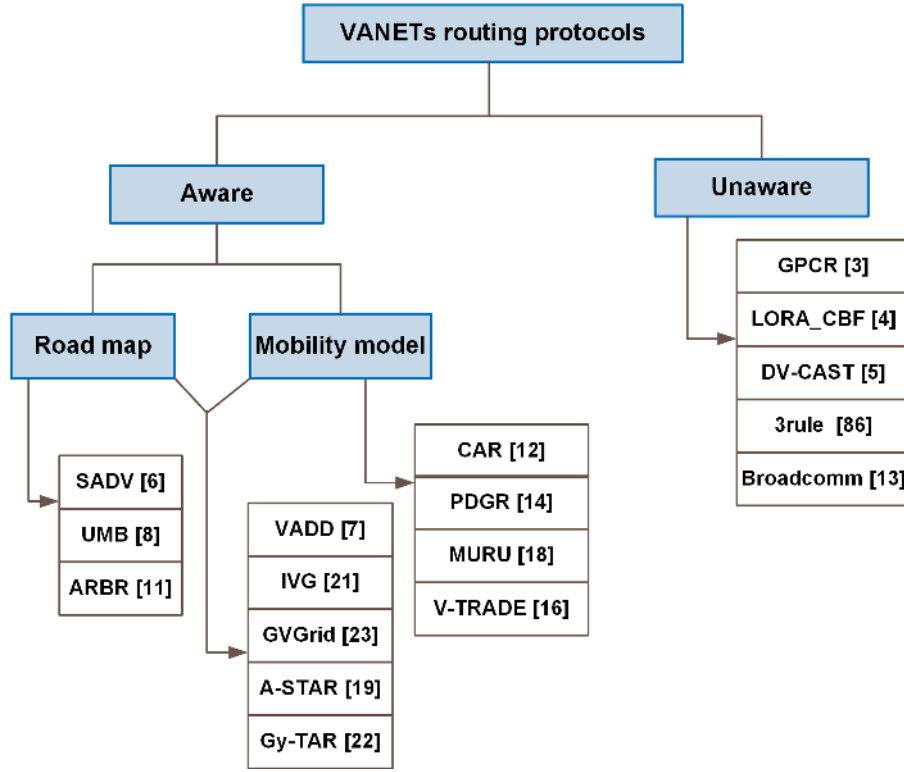 VANETs routing protocols
Aware
Unaware
Road map
Mobility model
GPCR [3]
LORA_CBF [4]
DV-CAST [5]
3rule [86]
Broadcomm [13]
SADV [6]
UMB [8]
ARBR [11]
VADD [7]
IVG [21]
GVGrid [23]
A-STAR [19]
Gy-TAR [22]
CAR [12]
PDGR [14]
MURU [18]
V-TRADE [16]